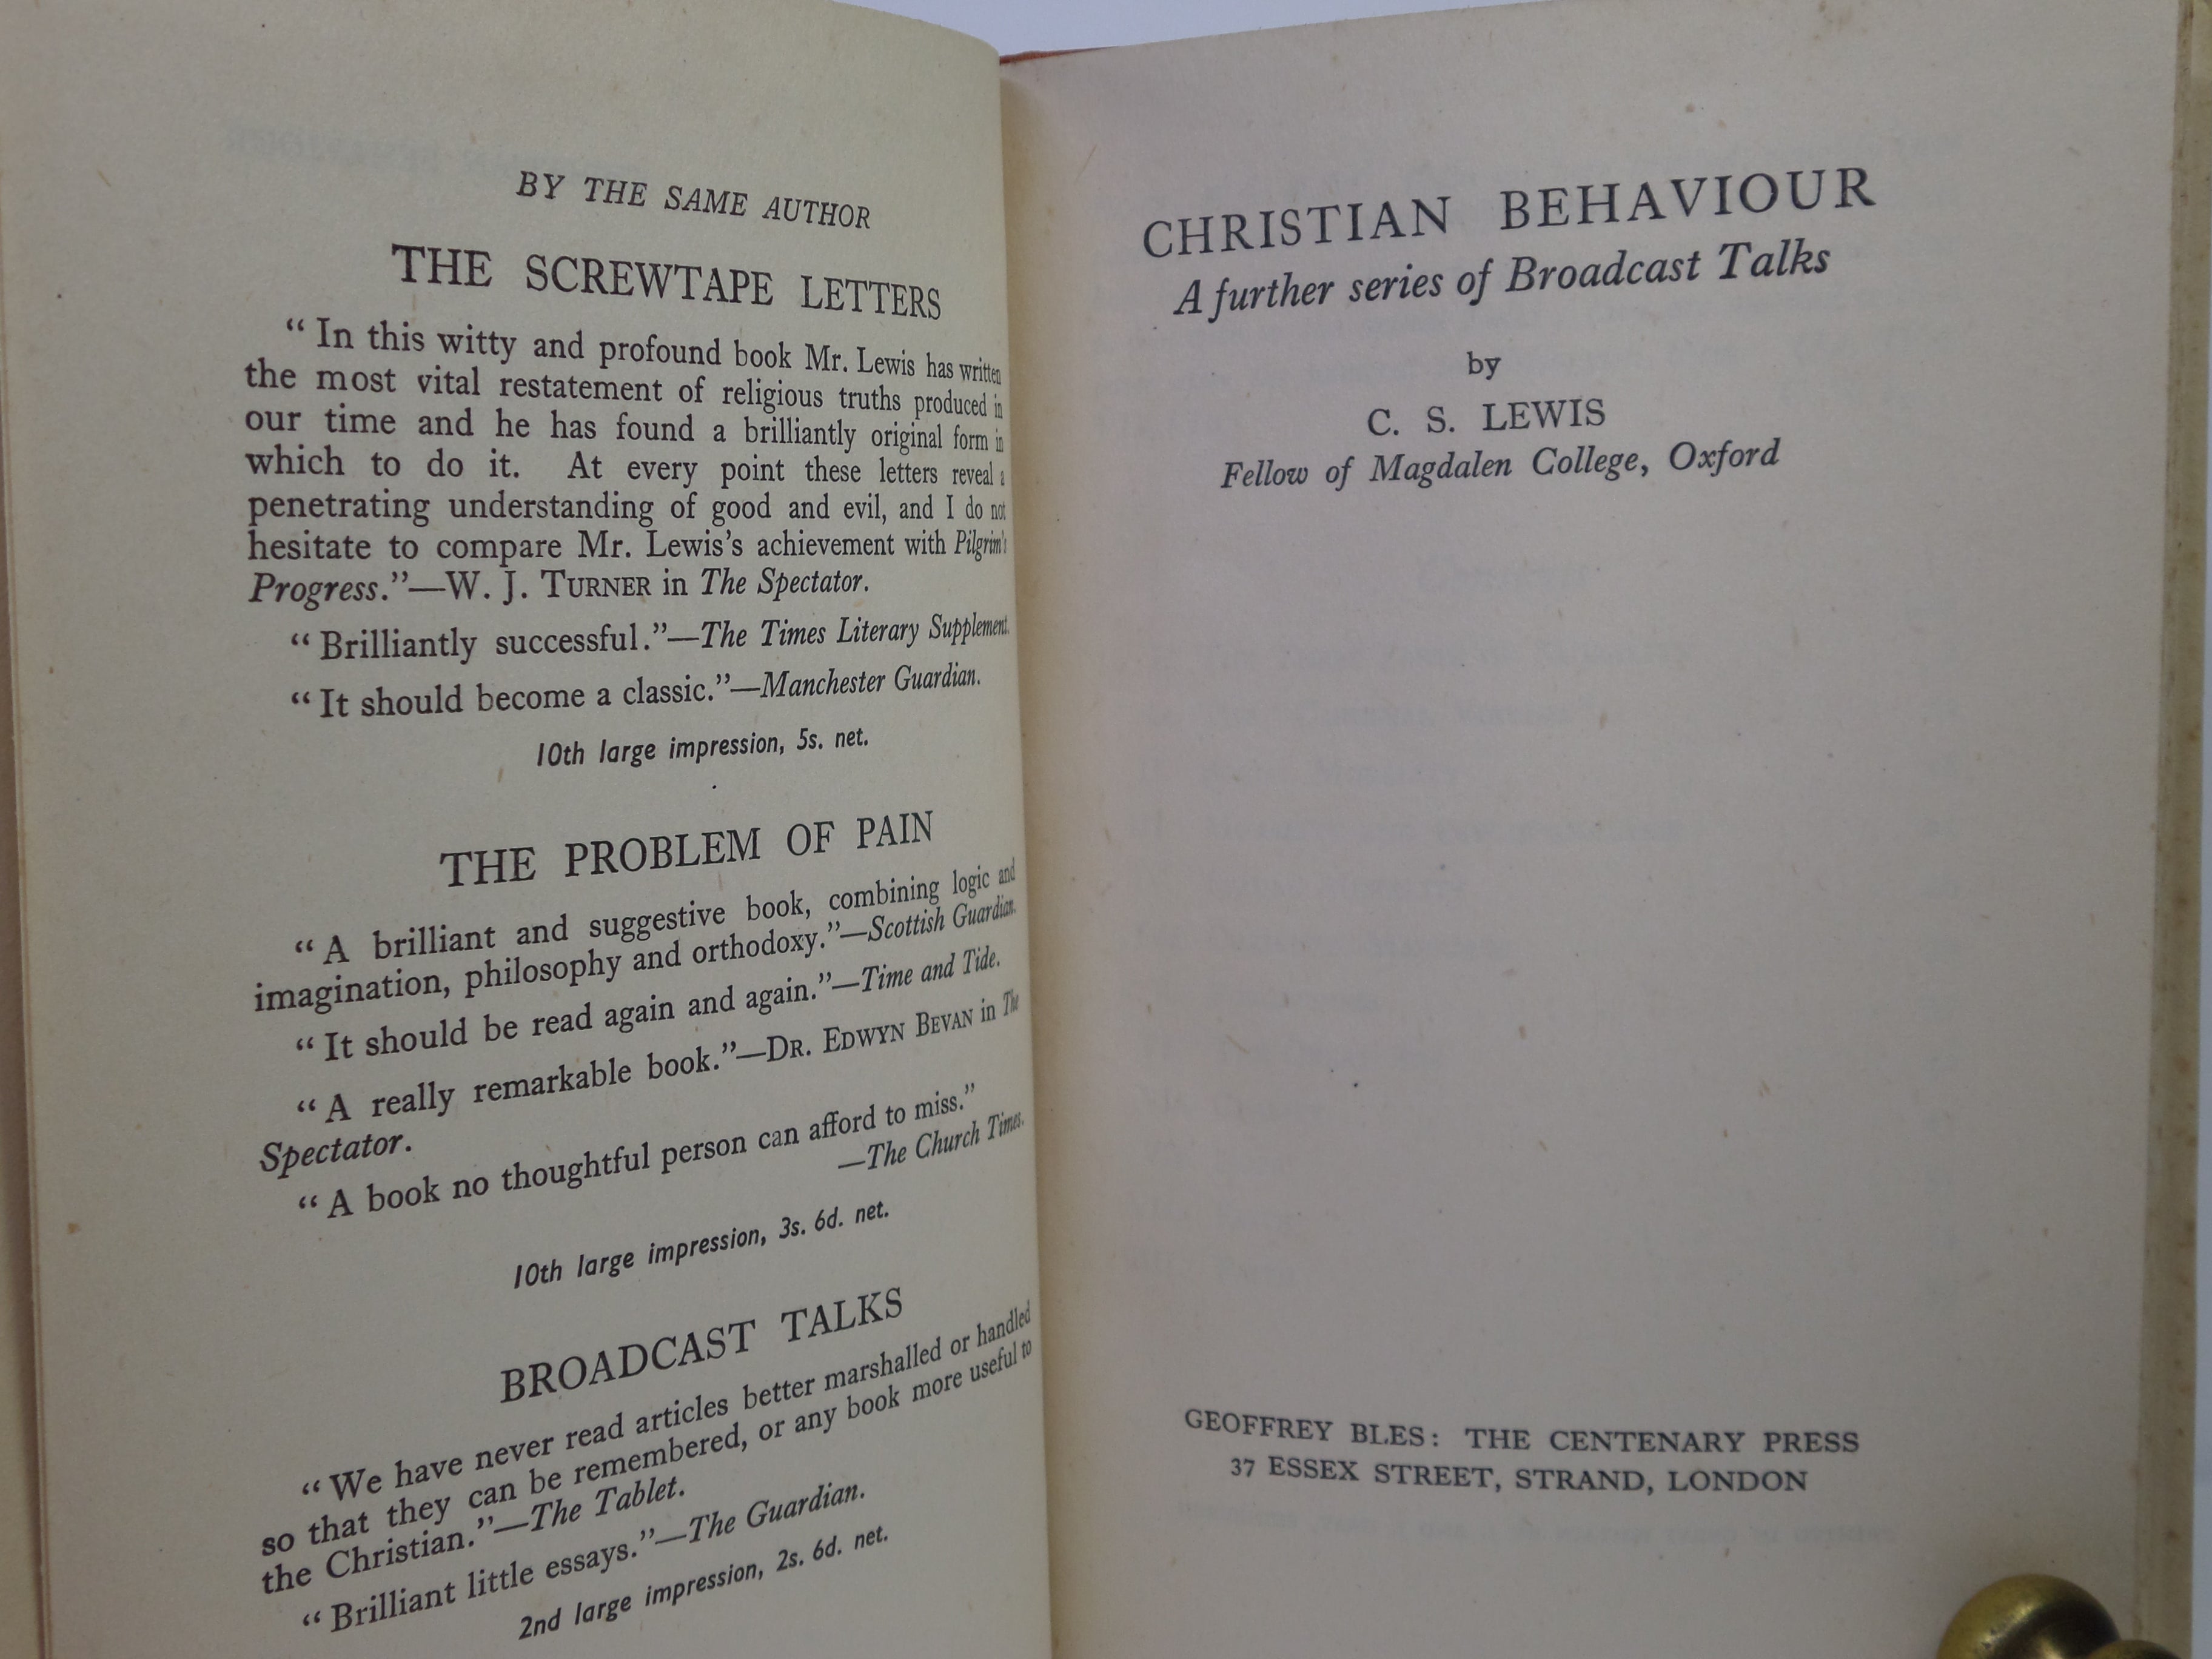 BY THE SAME AUTHOR
THE SCREWTAPE LETTERS
“ In this witty and profound book Mr. Lewis has written
the most vital restatement of religious truths produced in
our time and he has found a brilliantly original form in
which to do it. At every point these letters reveal a
penetrating understanding of good and evil, and I do not
hesitate to compare Mr. Lewis’s achievement with Pilgrim’s
Progress.”—W. J. TURNER in The Spectator.
“ Brilliantly successful.”—The Times Literary Supplement.
“ It should become a classic.”—Manchester Guardian.
10th large impression, 5s. net.
THE PROBLEM OF PAIN
“ A brilliant and suggestive book, combining logic and
imagination, philosophy and orthodoxy.”—Scottish Guardian.
“ It should be read again and again.”—Time and Tide.
“ A really remarkable book.”—DR. EDWYN BEVAN in The
Spectator.
“ A book no thoughtful person can afford to miss.”
—The Church Times.
10th large impression, 3s. 6d. net.
BROADCAST TALKS
“ We have never read articles better marshalled or handled
so that they can be remembered, or any book more useful to
the Christian.”—The Tablet.
“ Brilliant little essays.”—The Guardian.
2nd large impression, 2s. 6d. net.
CHRISTIAN BEHAVIOUR
A further series of Broadcast Talks
by
C. S. LEWIS
Fellow of Magdalen College, Oxford
GEOFFREY BLES: THE CENTENARY PRESS
37 ESSEX STREET, STRAND, LONDON